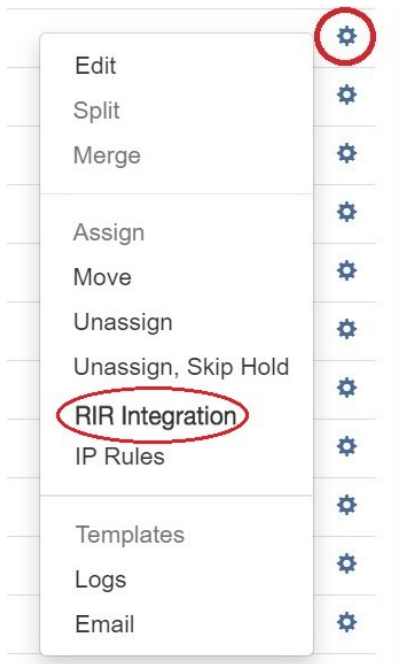 Edit
Split
Merge
Assign
Move
Unassign
Unassign, Skip Hold
RIR Integration
IP Rules
Templates
Logs
Email